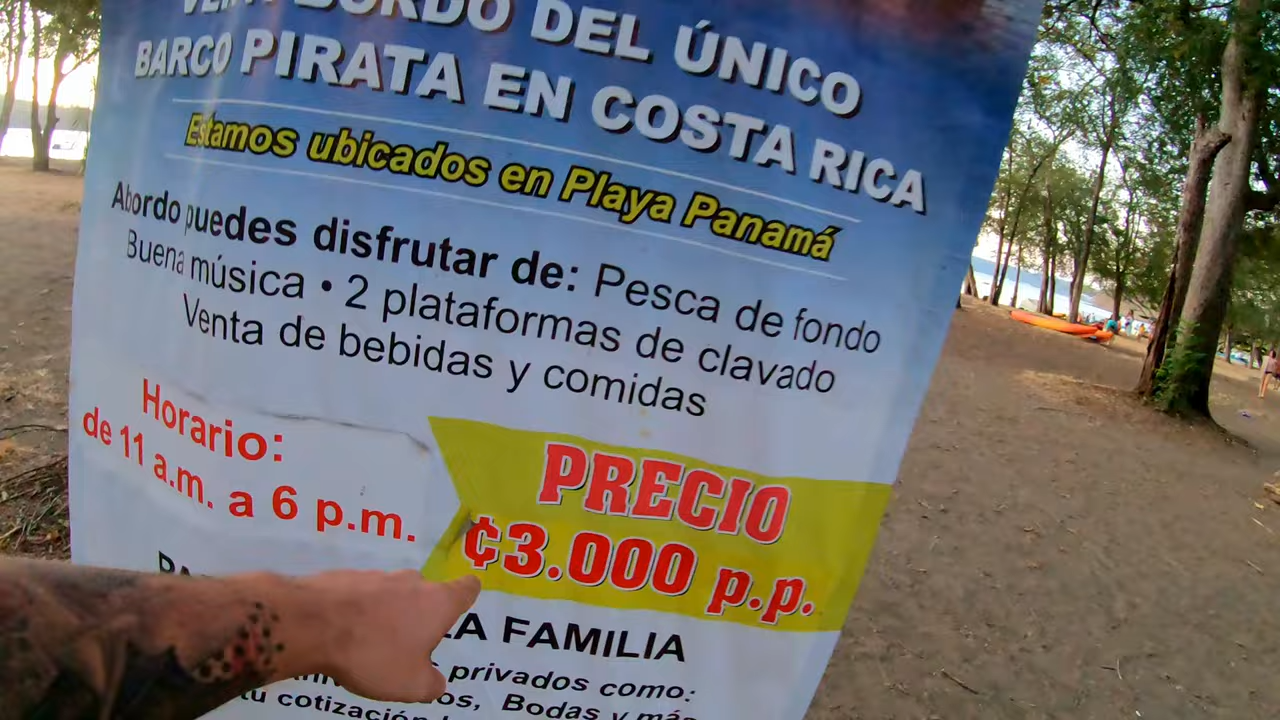 BORDO DEL ÚNICO
BARCO PIRATA EN COSTA RICA
Estamos ubicados en Playa Panamá
Abordo puedes disfrutar de: Pesca de fondo
Buena música • 2 plataformas de clavado
Venta de bebidas y comidas
Horario:
de 11 a.m. a 6 p.m.
PRECIO
¢3.000 p.p.
LA FAMILIA
privados como:
Bodas y más
tu cotización